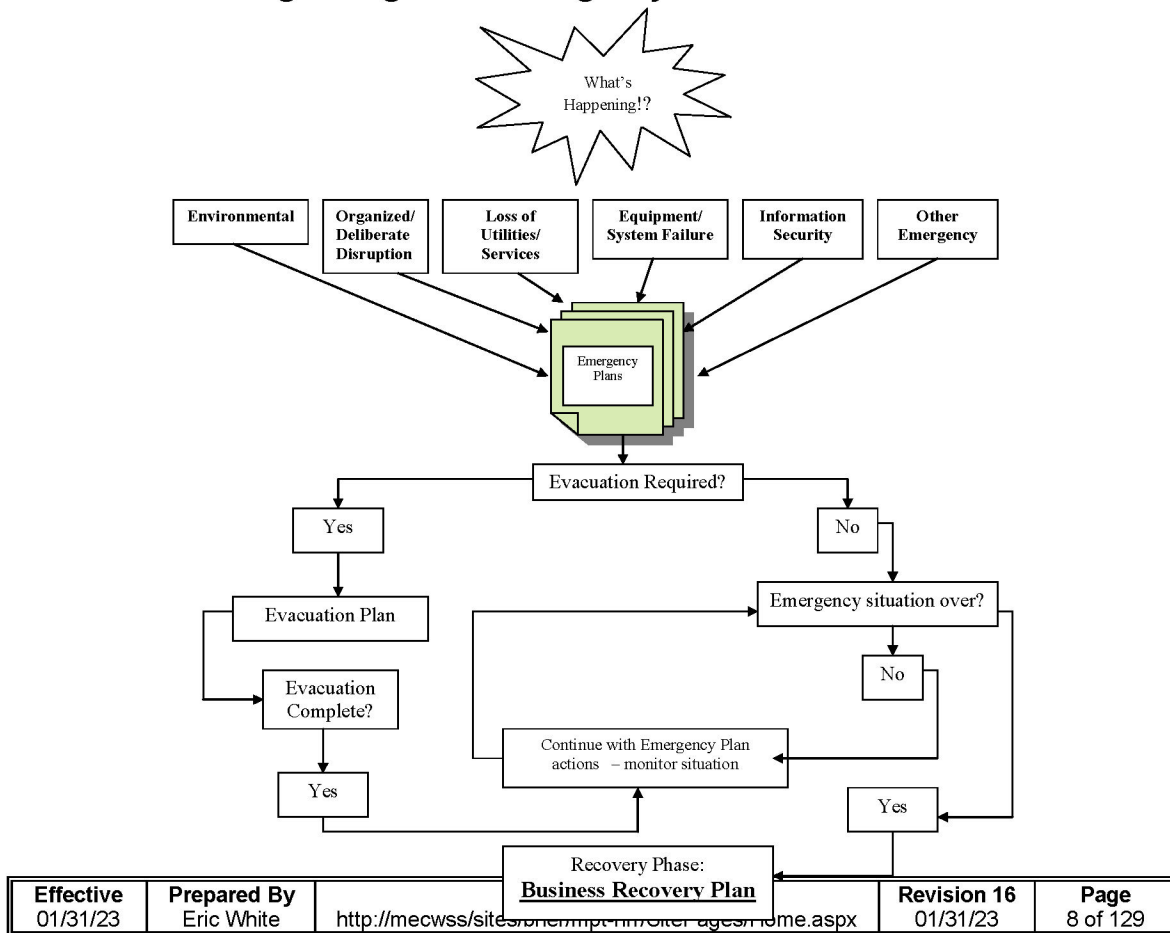 What's
Happening!?
Environmental
Organized/
Deliberate
Disruption
Loss of
Utilities/
Services
Equipment/
System Failure
Information
Security
Other
Emergency
Emergency
Plans
Evacuation Required?
Yes
No
Evacuation Plan
Emergency situation over?
No
Evacuation
Complete?
Continue with Emergency Plan
actions – monitor situation
Yes
Yes
Recovery Phase:
Business Recovery Plan
Effective
01/31/23
Prepared By
Eric White
Revision 16
01/31/23
Page
8 of 129